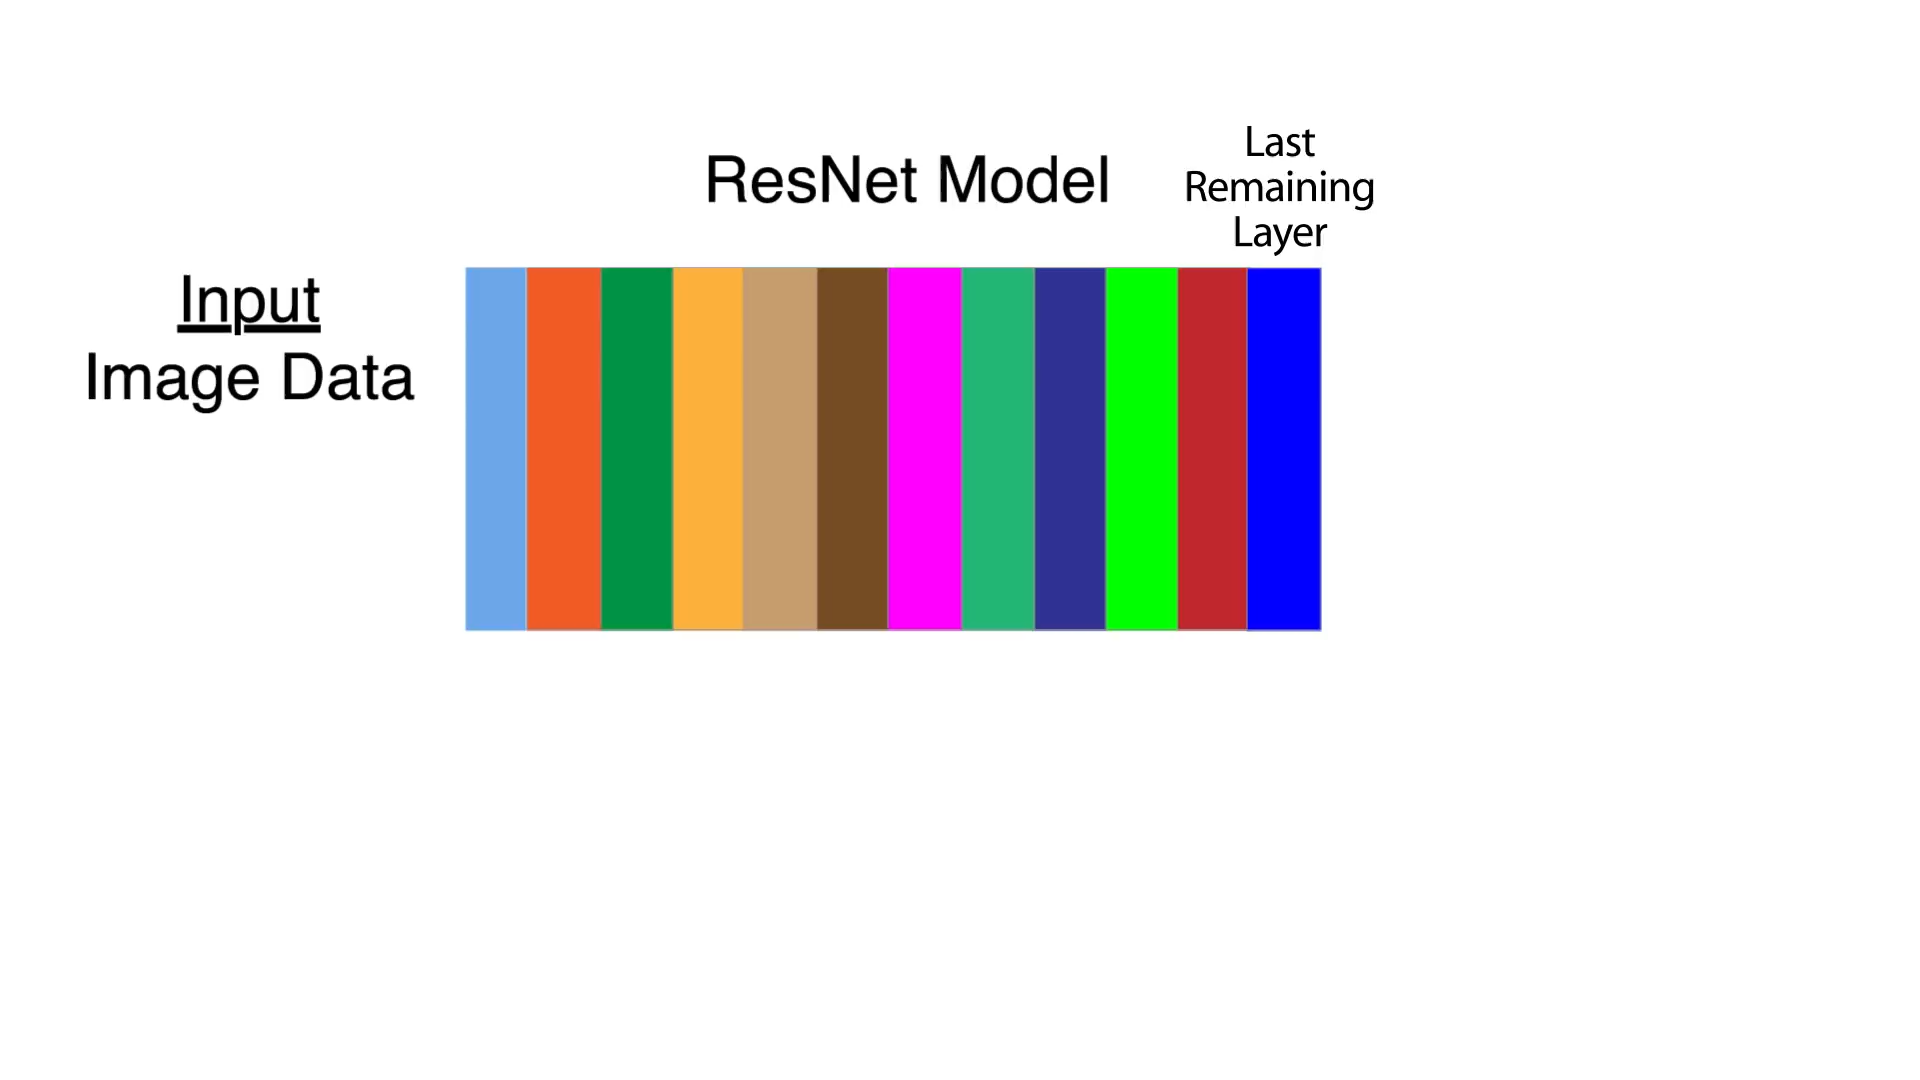 ResNet Model
Last
Remaining
Layer
Input
Image Data